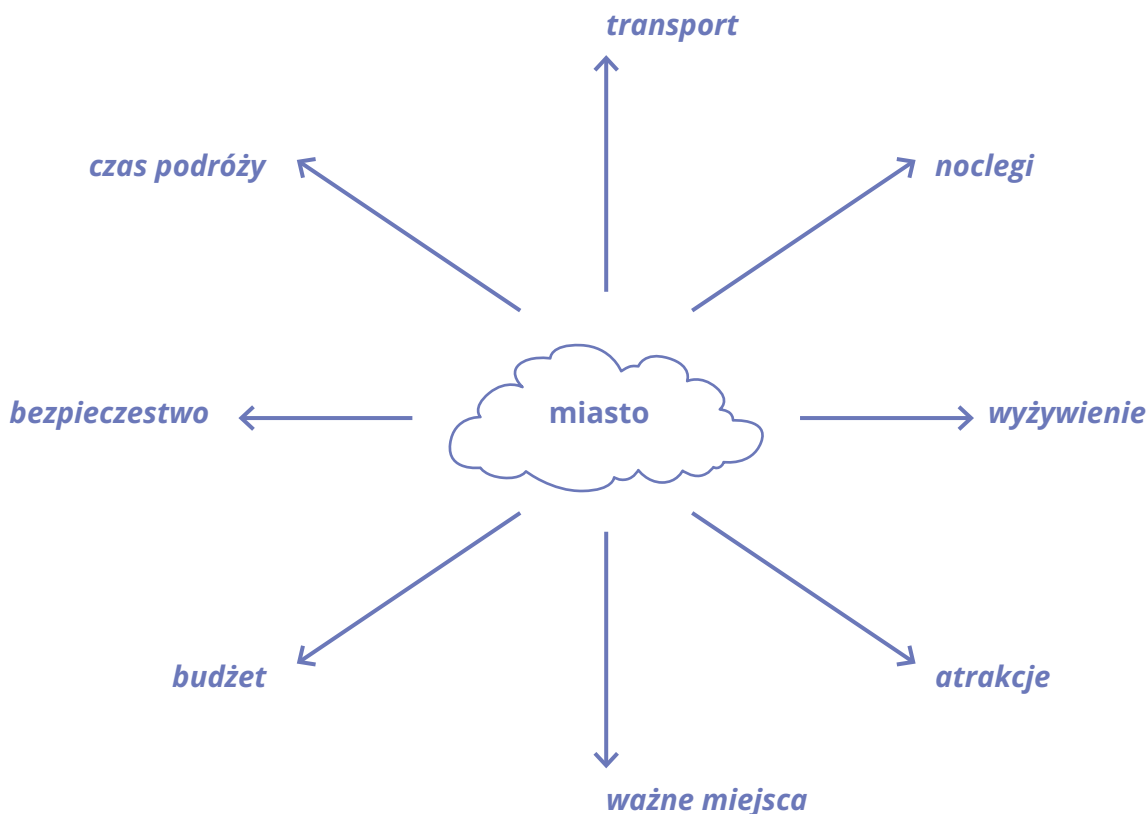 transport
czas podróży
noclegi
bezpieczestwo
miasto
wyżywienie
budżet
atrakcje
ważne miejsca